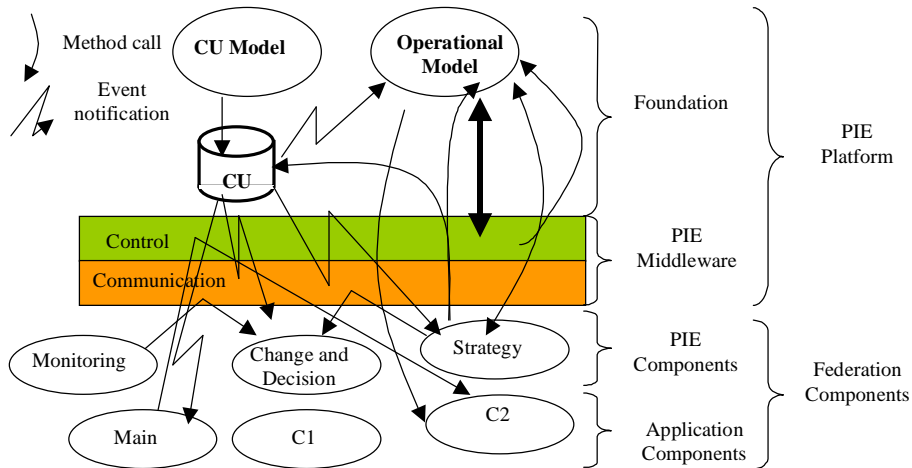 Method call
Event
notification
CU Model
Operational
Model
CU
Foundation
PIE
Platform
Control
Communication
PIE
Middleware
Monitoring
Change and
Decision
Strategy
PIE
Components
Federation
Components
Main
C1
C2
Application
Components